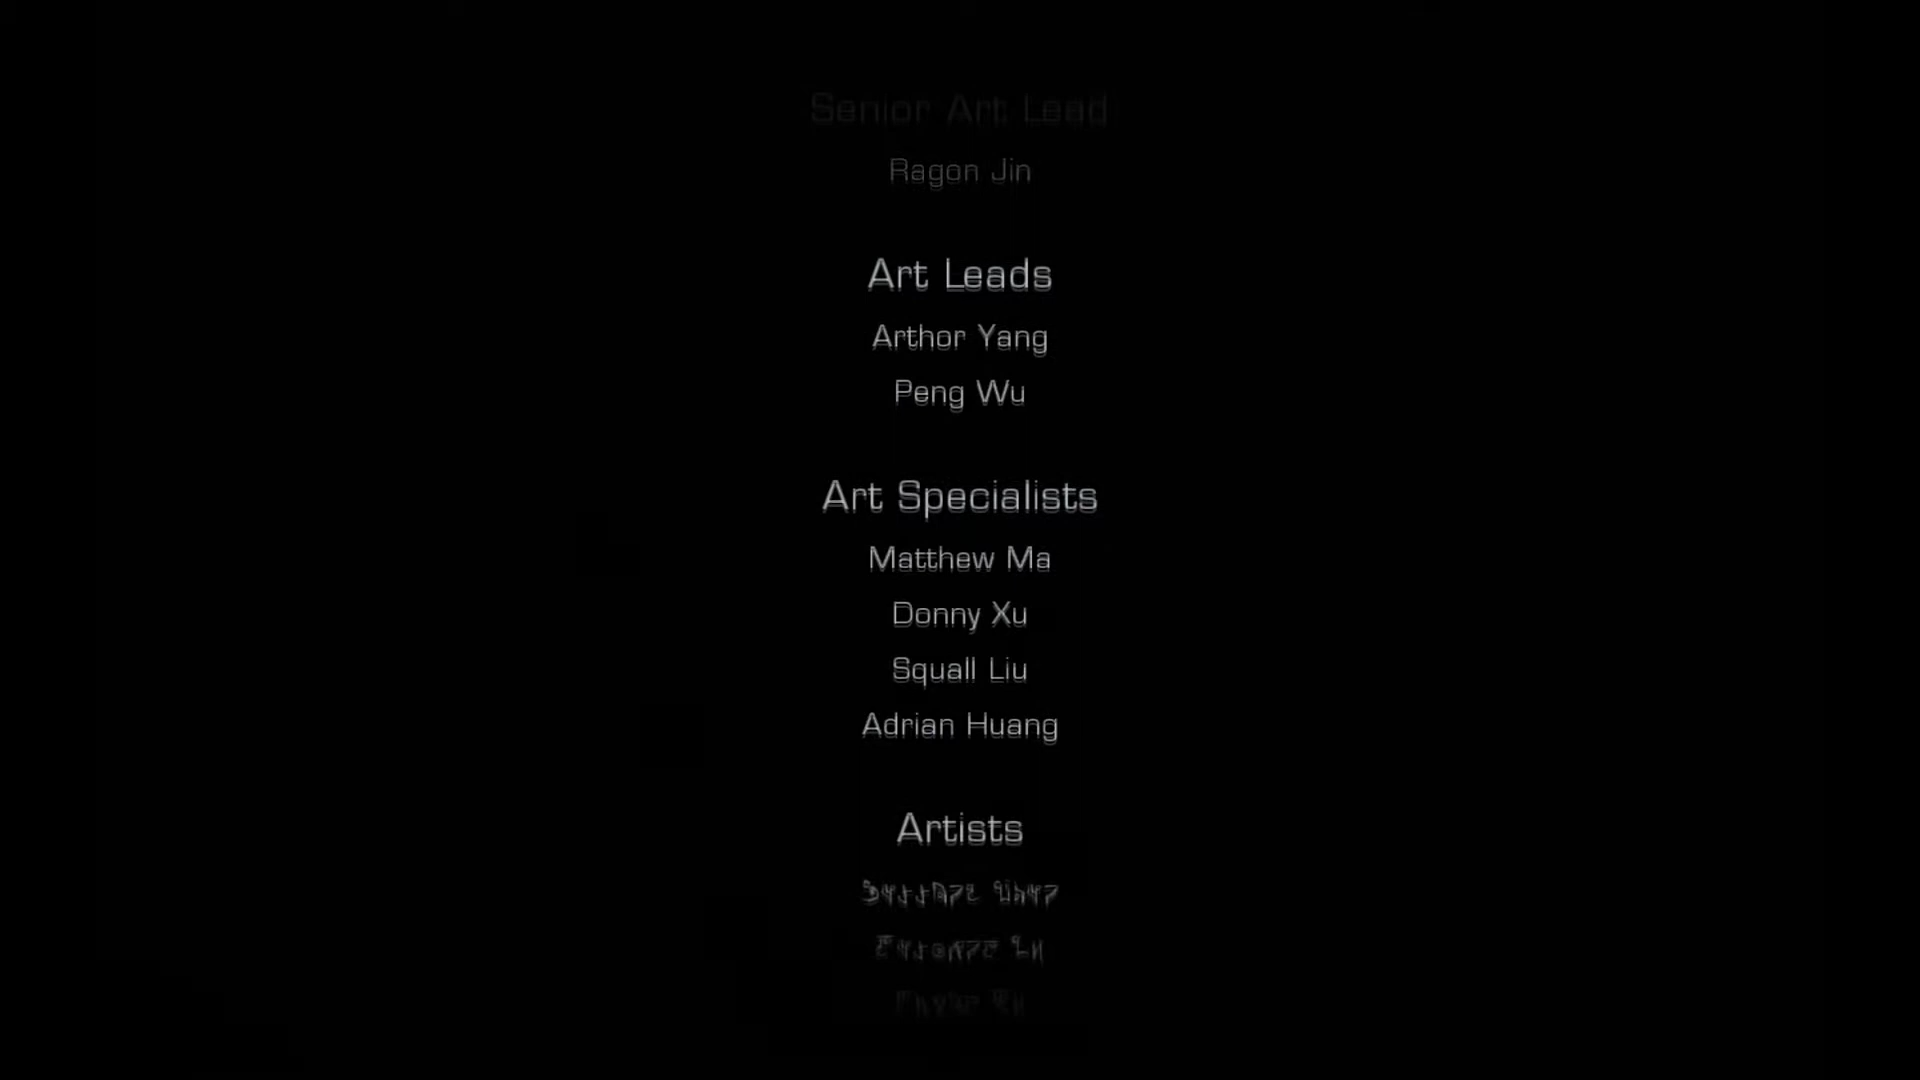 Senior Art Lead
Ragon Jin
Art Leads
Arthor Yang
Peng Wu
Art Specialists
Matthew Ma
Donny Xu
Squall Liu
Adrian Huang
Artists